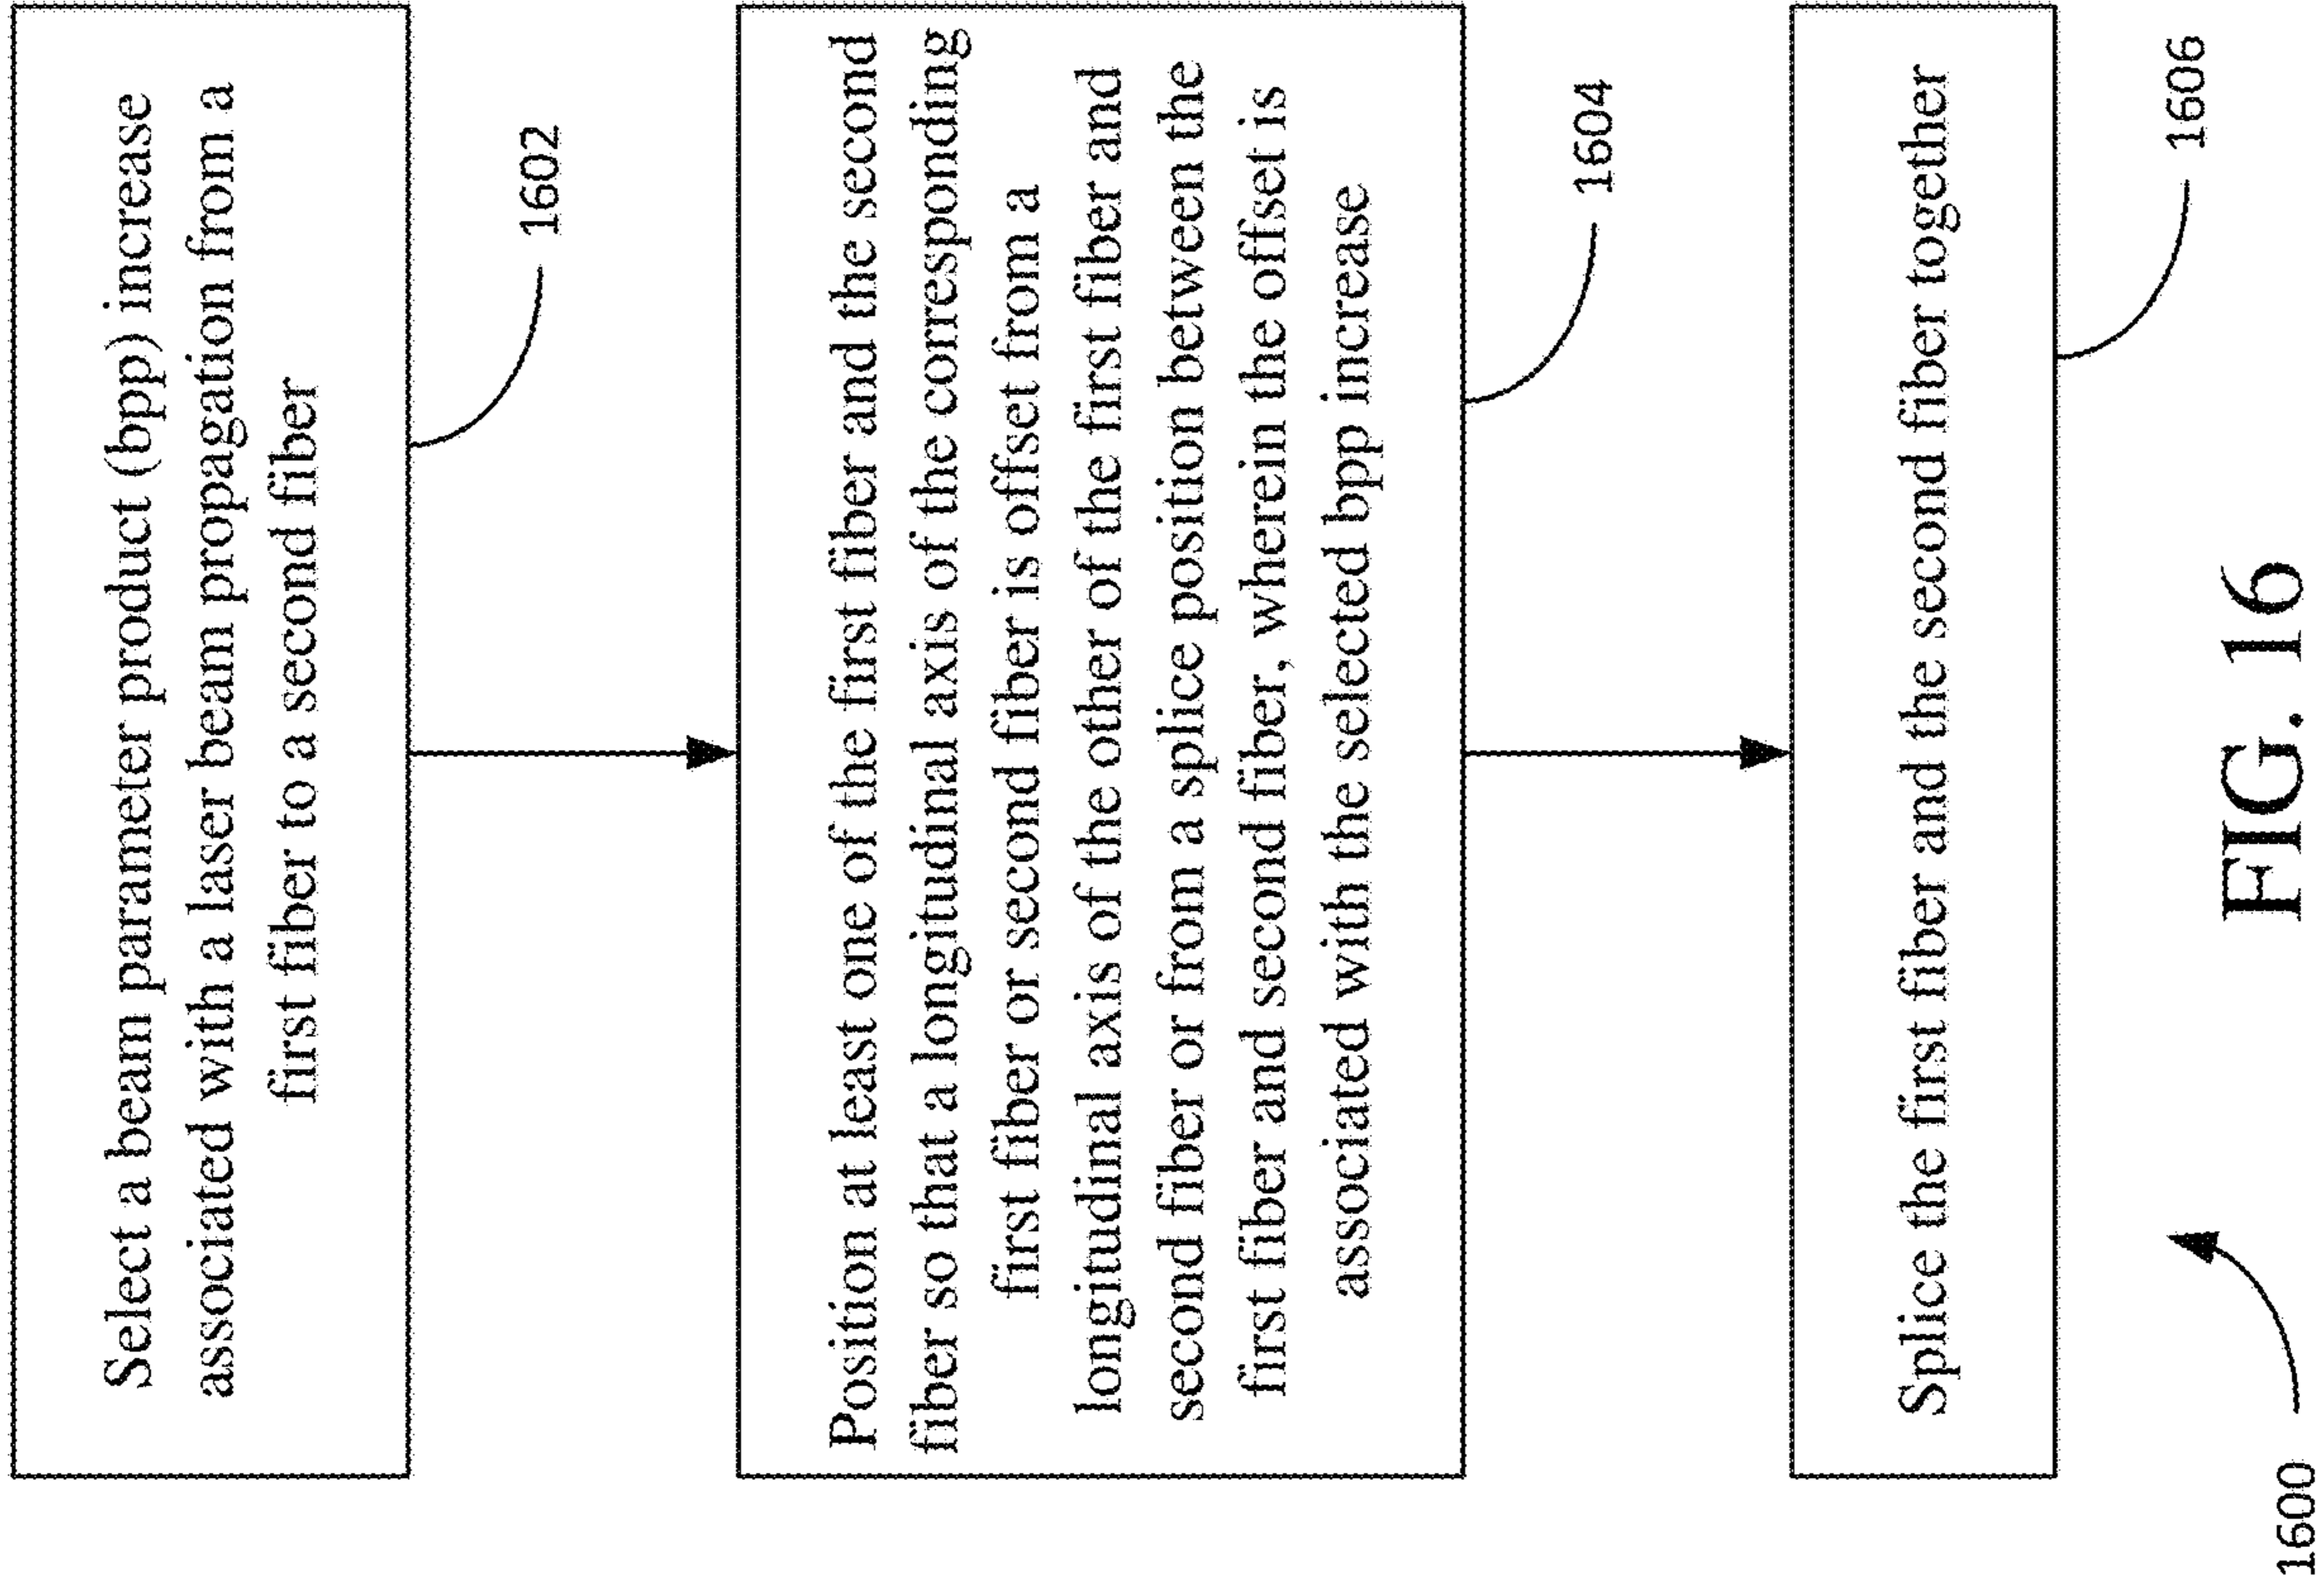 Select a beam parameter product (bpp) increase
associated with a laser beam propagation from a
first fiber to a second fiber
1602
Position at least one of the first fiber and the second
fiber so that a longitudinal axis of the corresponding
first fiber or second fiber is offset from a
longitudinal axis of the other of the first fiber and
second fiber or from a splice position between the
first fiber and second fiber, wherein the offset is
associated with the selected bpp increase
1604
Splice the first fiber and the second fiber together
1606
1600
FIG. 16